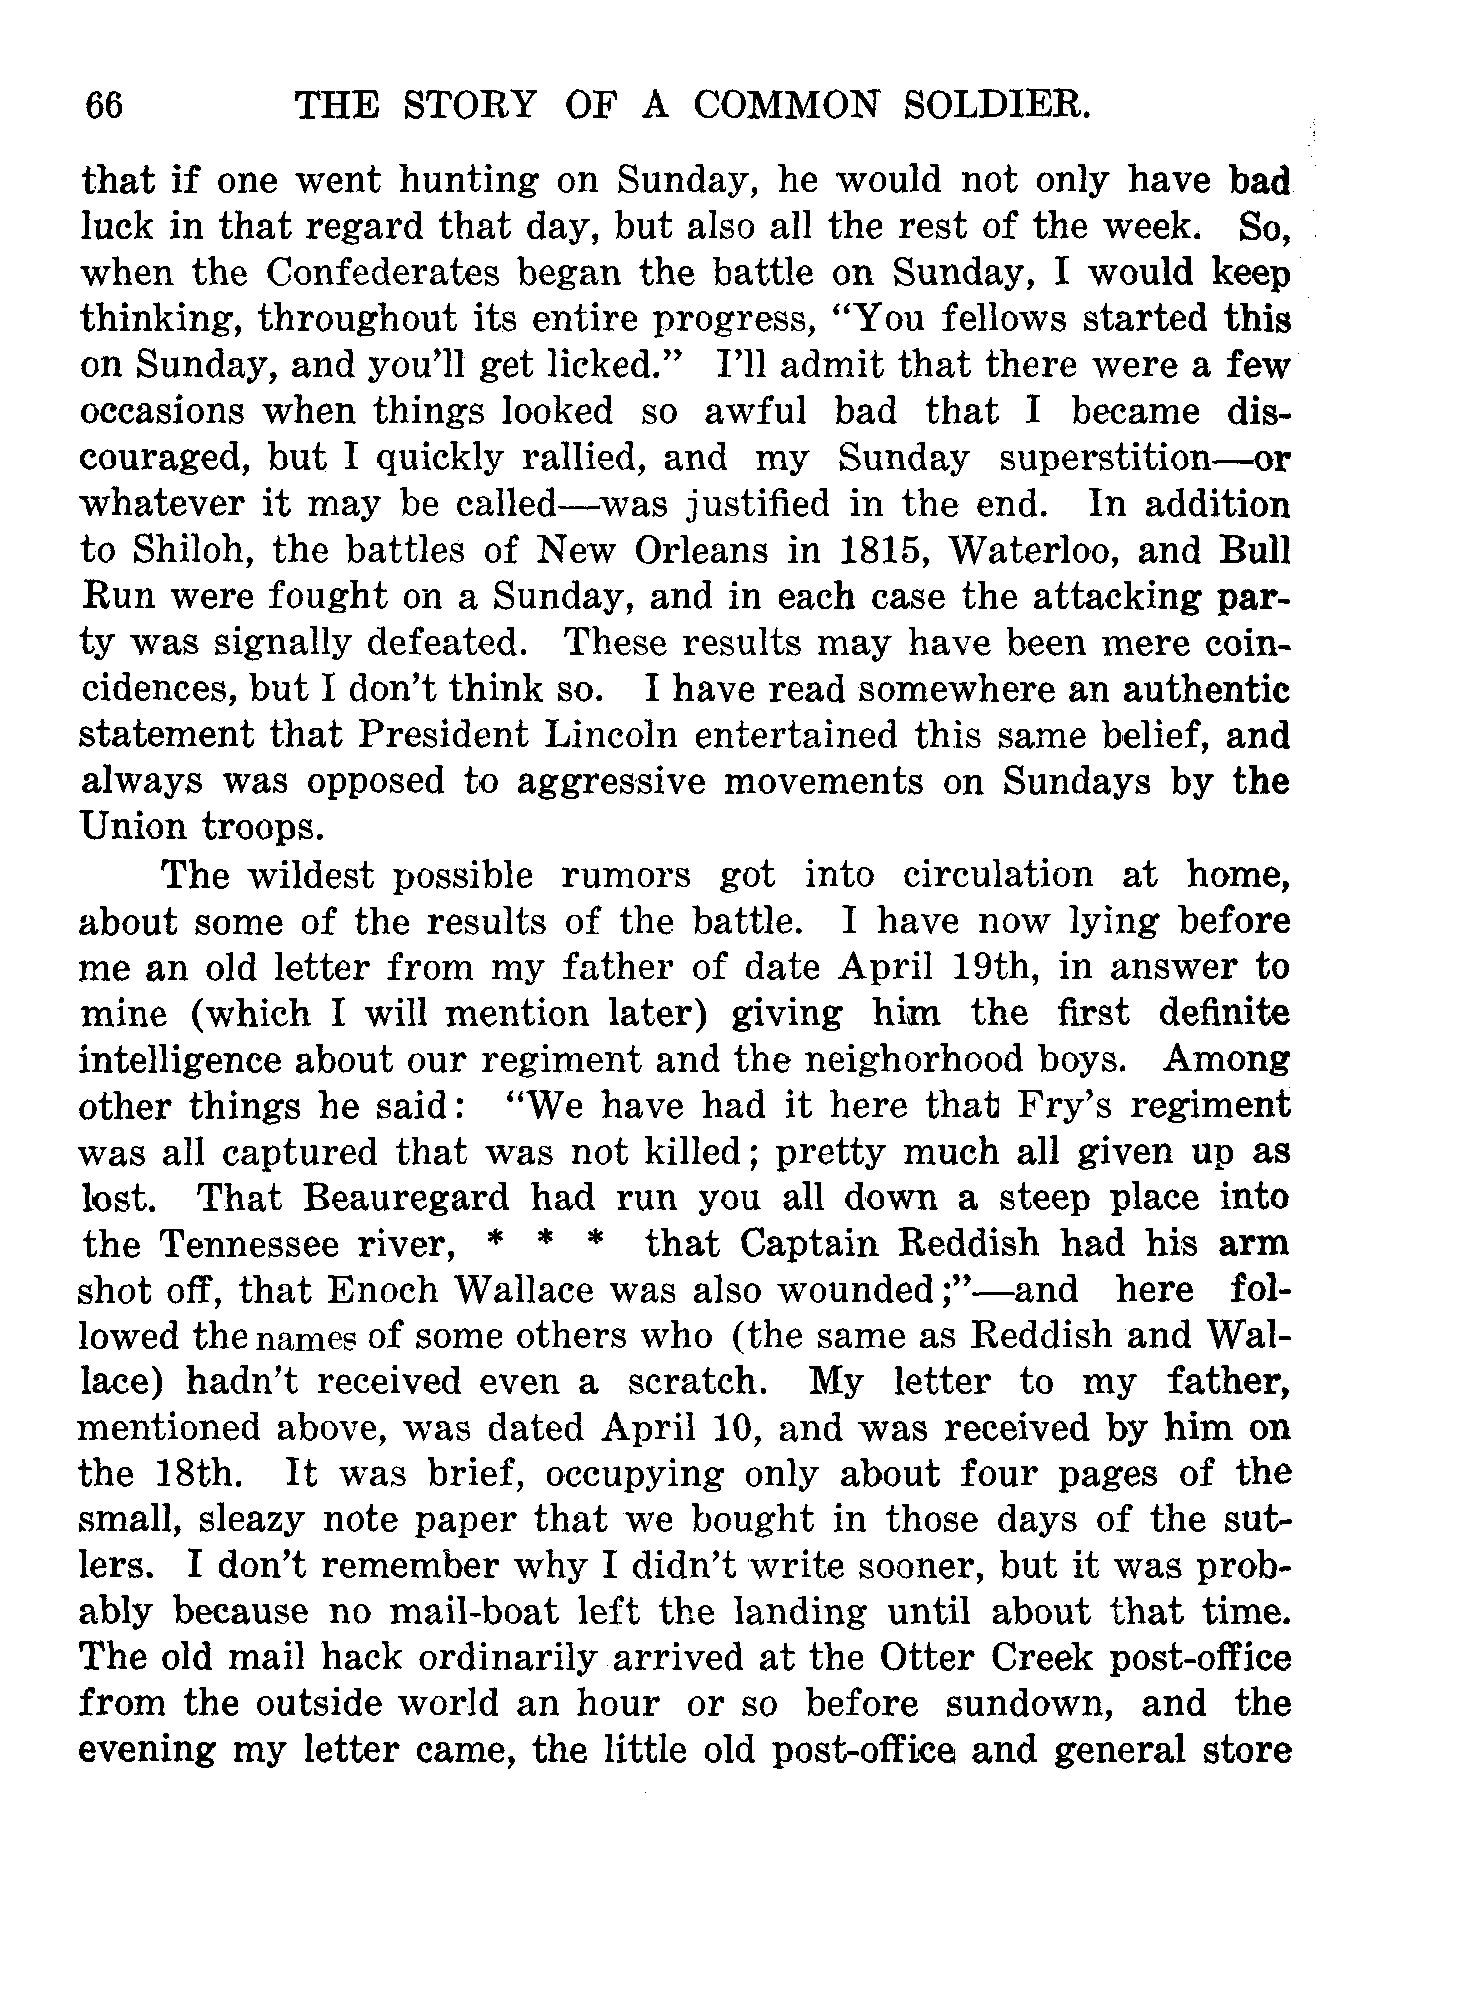 66 THE STORY OF A COMMON SOLDIER.
that if one went hunting on Sunday, he would not only have bad
luck in that regard that day, but also all the rest of the week. So,
when the Confederates began the battle on Sunday, I would keep
thinking, throughout its entire progress, “You fellows started this
on Sunday, and you’ll get licked.” I’ll admit that there were a few
occasions when things looked so awful bad that I became dis-
couraged, but I quickly rallied, and my Sunday superstition—or
whatever it may be called—was justified in the end. In addition
to Shiloh, the battles of New Orleans in 1815, Waterloo, and Bull
Run were fought on a Sunday, and in each case the attacking par-
ty was signally defeated. These results may have been mere coin-
cidences, but I don’t think so. I have read somewhere an authentic
statement that President Lincoln entertained this same belief, and
always was opposed to aggressive movements on Sundays by the
Union troops.
The wildest possible rumors got into circulation at home,
about some of the results of the battle. I have now lying before
me an old letter from my father of date April 19th, in answer to
mine (which I will mention later) giving him the first definite
intelligence about our regiment and the neighorhood boys. Among
other things he said: “We have had it here that Fry’s regiment
was all captured that was not killed; pretty much all given up as
lost. That Beauregard had run you all down a steep place into
the Tennessee river, * * * that Captain Reddish had his arm
shot off, that Enoch Wallace was also wounded;”—and here fol-
lowed the names of some others who (the same as Reddish and Wal-
lace) hadn’t received even a scratch. My letter to my father,
mentioned above, was dated April 10, and was received by him on
the 18th. It was brief, occupying only about four pages of the
small, sleazy note paper that we bought in those days of the sut-
lers. I don’t remember why I didn’t write sooner, but it was prob-
ably because no mail-boat left the landing until about that time.
The old mail hack ordinarily arrived at the Otter Creek post-office
from the outside world an hour or so before sundown, and the
evening my letter came, the little old post-office and general store